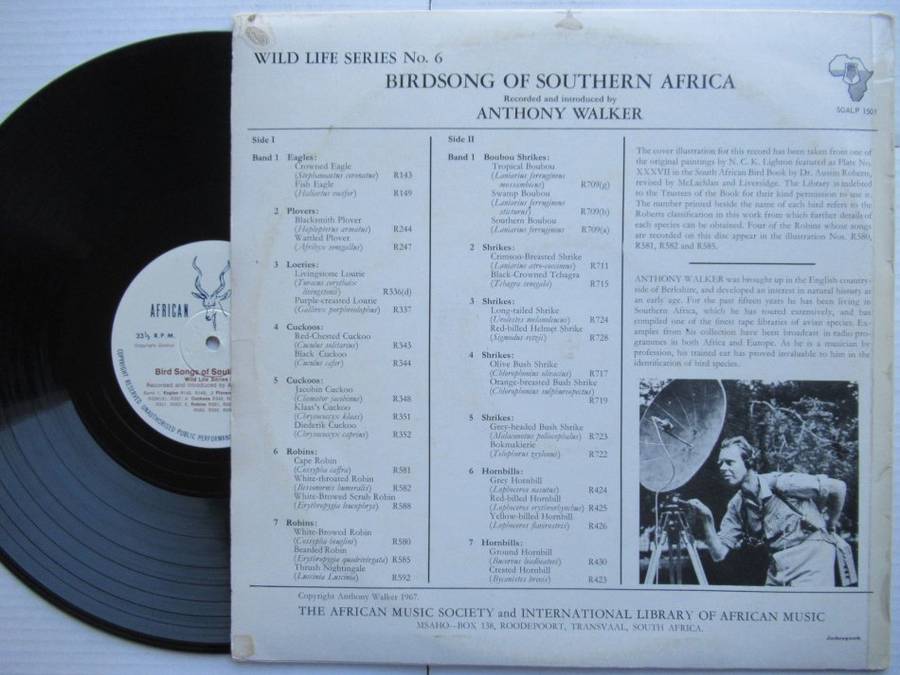 WILD LIFE SERIES No. 6
BIRDSONG OF SOUTHERN AFRICA
Recorded and introduced by
ANTHONY WALKER
SGALP 1501
Side I
Band 1 Eagles:
Crowned Eagle
(Stephanoaetus coronatus) R143
Fish Eagle
(Haliaetus vocifer) R149
2 Plovers:
Blacksmith Plover
(Hoplopterus armatus) R244
Wattled Plover
(Afribyx senegallus) R247
3 Loeries:
Livingstone Lourie
(Turacus corythaix
livingstonii) R336(d)
Purple-creasted Lourie
(Gallirex porphyreolophus) R337
4 Cuckoos:
Red-Chested Cuckoo
(Cuculus solitarius) R343
Black Cuckoo
(Cuculus cafer) R344
5 Cuckoos:
Jacobin Cuckoo
(Clamator jacobinus) R348
Klaas's Cuckoo
(Chrysococyx klaasi) R351
Diederik Cuckoo
(Chrysococyx caprius) R352
6 Robins:
Cape Robin
(Cossypha caffra) R581
White-throated Robin
(Bessonornis humeralis) R582
White-Browed Scrub Robin
(Erythropygia leucophrys) R588
7 Robins:
White-Browed Robin
(Cossypha heuglini) R580
Bearded Robin
(Erythropygia quadrivirgata) R585
Thrush Nightingale
(Luscinia Luscinia) R592
Side II
Band 1 Boubou Shrikes:
Tropical Boubou
(Laniarius ferrugineus
mossambicus) R709(g)
Swamp Boubou
(Laniarius ferrugineus
sticturus) R709(h)
Southern Boubou
(Laniarius ferrugineus R709(a)
2 Shrikes:
Crimson-Breasted Shrike
(Laniarius atro-coccineus) R711
Black-Crowned Tchagra
(Tchagra senegala) R715
3 Shrikes:
Long-tailed Shrike
(Urolestes melanoleucus) R724
Red-billed Helmet Shrike
(Sigmodus retzii) R728
4 Shrikes:
Olive Bush Shrike
(Chlorophoneus olivaceus) R717
Orange-breasted Bush Shrike
(Chlorophoneus sulphureopectus)
R719
5 Shrikes:
Grey-headed Bush Shrike
(Malaconotus poliocephalus) R723
Bokmakierie
(Telophorus zeylonus) R722
6 Hornbills:
Grey Hornbill
(Lophoceros nasutus) R424
Red-billed Hornbill
(Lophoceros erythrorhynchus) R425
Yellow-billed Hornbill
(Lophoceros flavirostris) R426
7 Hornbills:
Ground Hornbill
(Bucorvus leadbeateri) R430
Crested Hornbill
(Bycanistes brevis) R423
The cover illustration for this record has been taken from one of
the original paintings by N. C. K. Lighton featured as Plate No.
XXXVII in the South African Bird Book by Dr. Austin Roberts,
revised by McLachlan and Liversidge. The Library is indebted
to the Trustees of the Book for their kind permission to use it.
The number printed beside the name of each bird refers to the
Roberts classification in this work from which further details of
each species can be obtained. Four of the Robins whose songs
are recorded on this disc appear in the illustration Nos. R580,
R581, R582 and R585.
ANTHONY WALKER was brought up in the English country-
side of Berkshire, and developed an interest in natural history at
an early age. For the past fifteen years he has been living in
Southern Africa, which he has toured extensively, and has
compiled one of the finest tape libraries of avian species. Ex-
amples from his collection have been broadcast in radio pro-
grammes in both Africa and Europe. As he is a musician by
profession, his trained ear has proved invaluable to him in the
identification of bird species.
Copyright Anthony Walker 1967.
THE AFRICAN MUSIC SOCIETY and INTERNATIONAL LIBRARY OF AFRICAN MUSIC
MSAHO—BOX 138, ROODEPOORT, TRANSVAAL, SOUTH AFRICA.
AFRICAN
33⅓ R.P.M.
Bird Songs of Sou
Wild Life Series
Recorded and introduced by A
COPYRIGHT RESERVED. UNAUTHORISED PUBLIC PERFORMAN